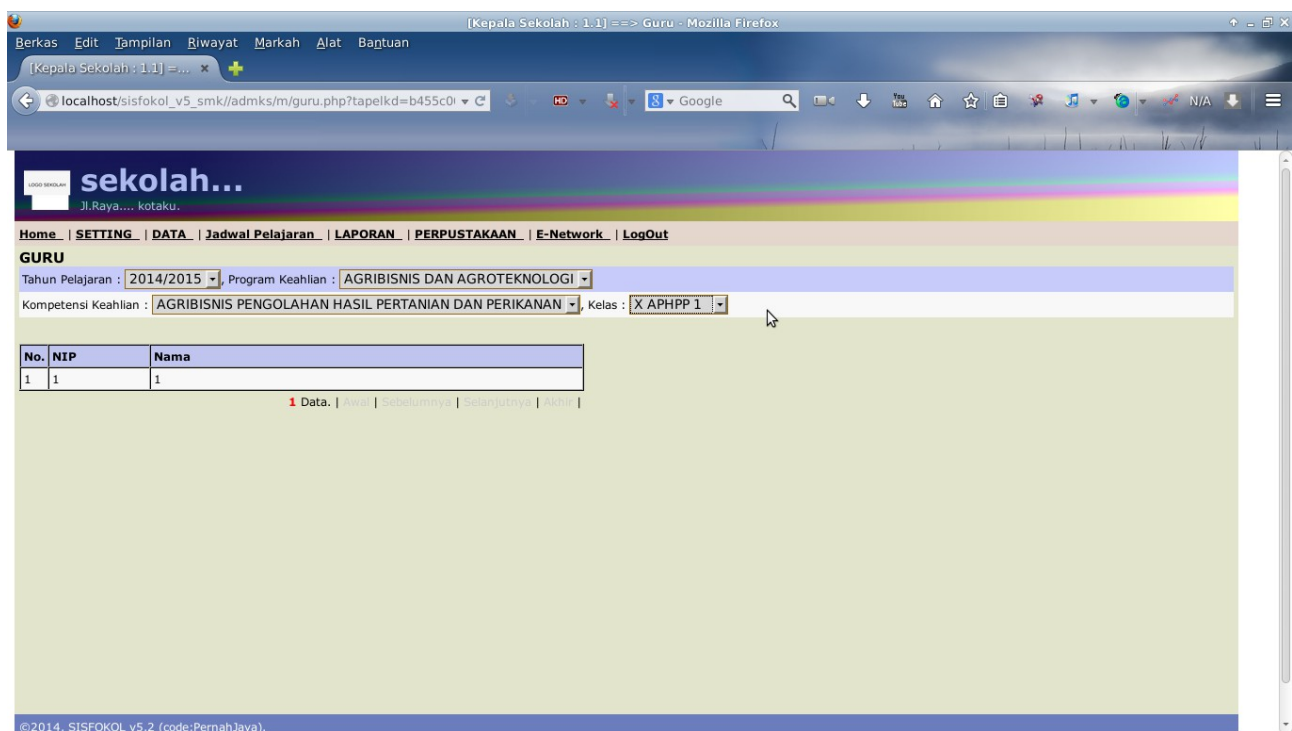 [Kepala Sekolah : 1.1] ==> Guru - Mozilla Firefox
Berkas Edit Tampilan Riwayat Markah Alat Bantuan
[Kepala Sekolah : 1.1] =...
localhost/sisfokol_v5_smk//admks/m/guru.php?tapelkd=b455c0 Google N/A
LOGO SEKOLAH
sekolah...
Jl.Raya.... kotaku.
Home | SETTING | DATA | Jadwal Pelajaran | LAPORAN | PERPUSTAKAAN | E-Network | LogOut
GURU
Tahun Pelajaran : 2014/2015 , Program Keahlian : AGRIBISNIS DAN AGROTEKNOLOGI
Kompetensi Keahlian : AGRIBISNIS PENGOLAHAN HASIL PERTANIAN DAN PERIKANAN , Kelas : X APHPP 1
No. NIP Nama
1 1 1
1 Data. | Awal | Sebelumnya | Selanjutnya | Akhir |
©2014. SISFOKOL v5.2 (code:PernahJaya).